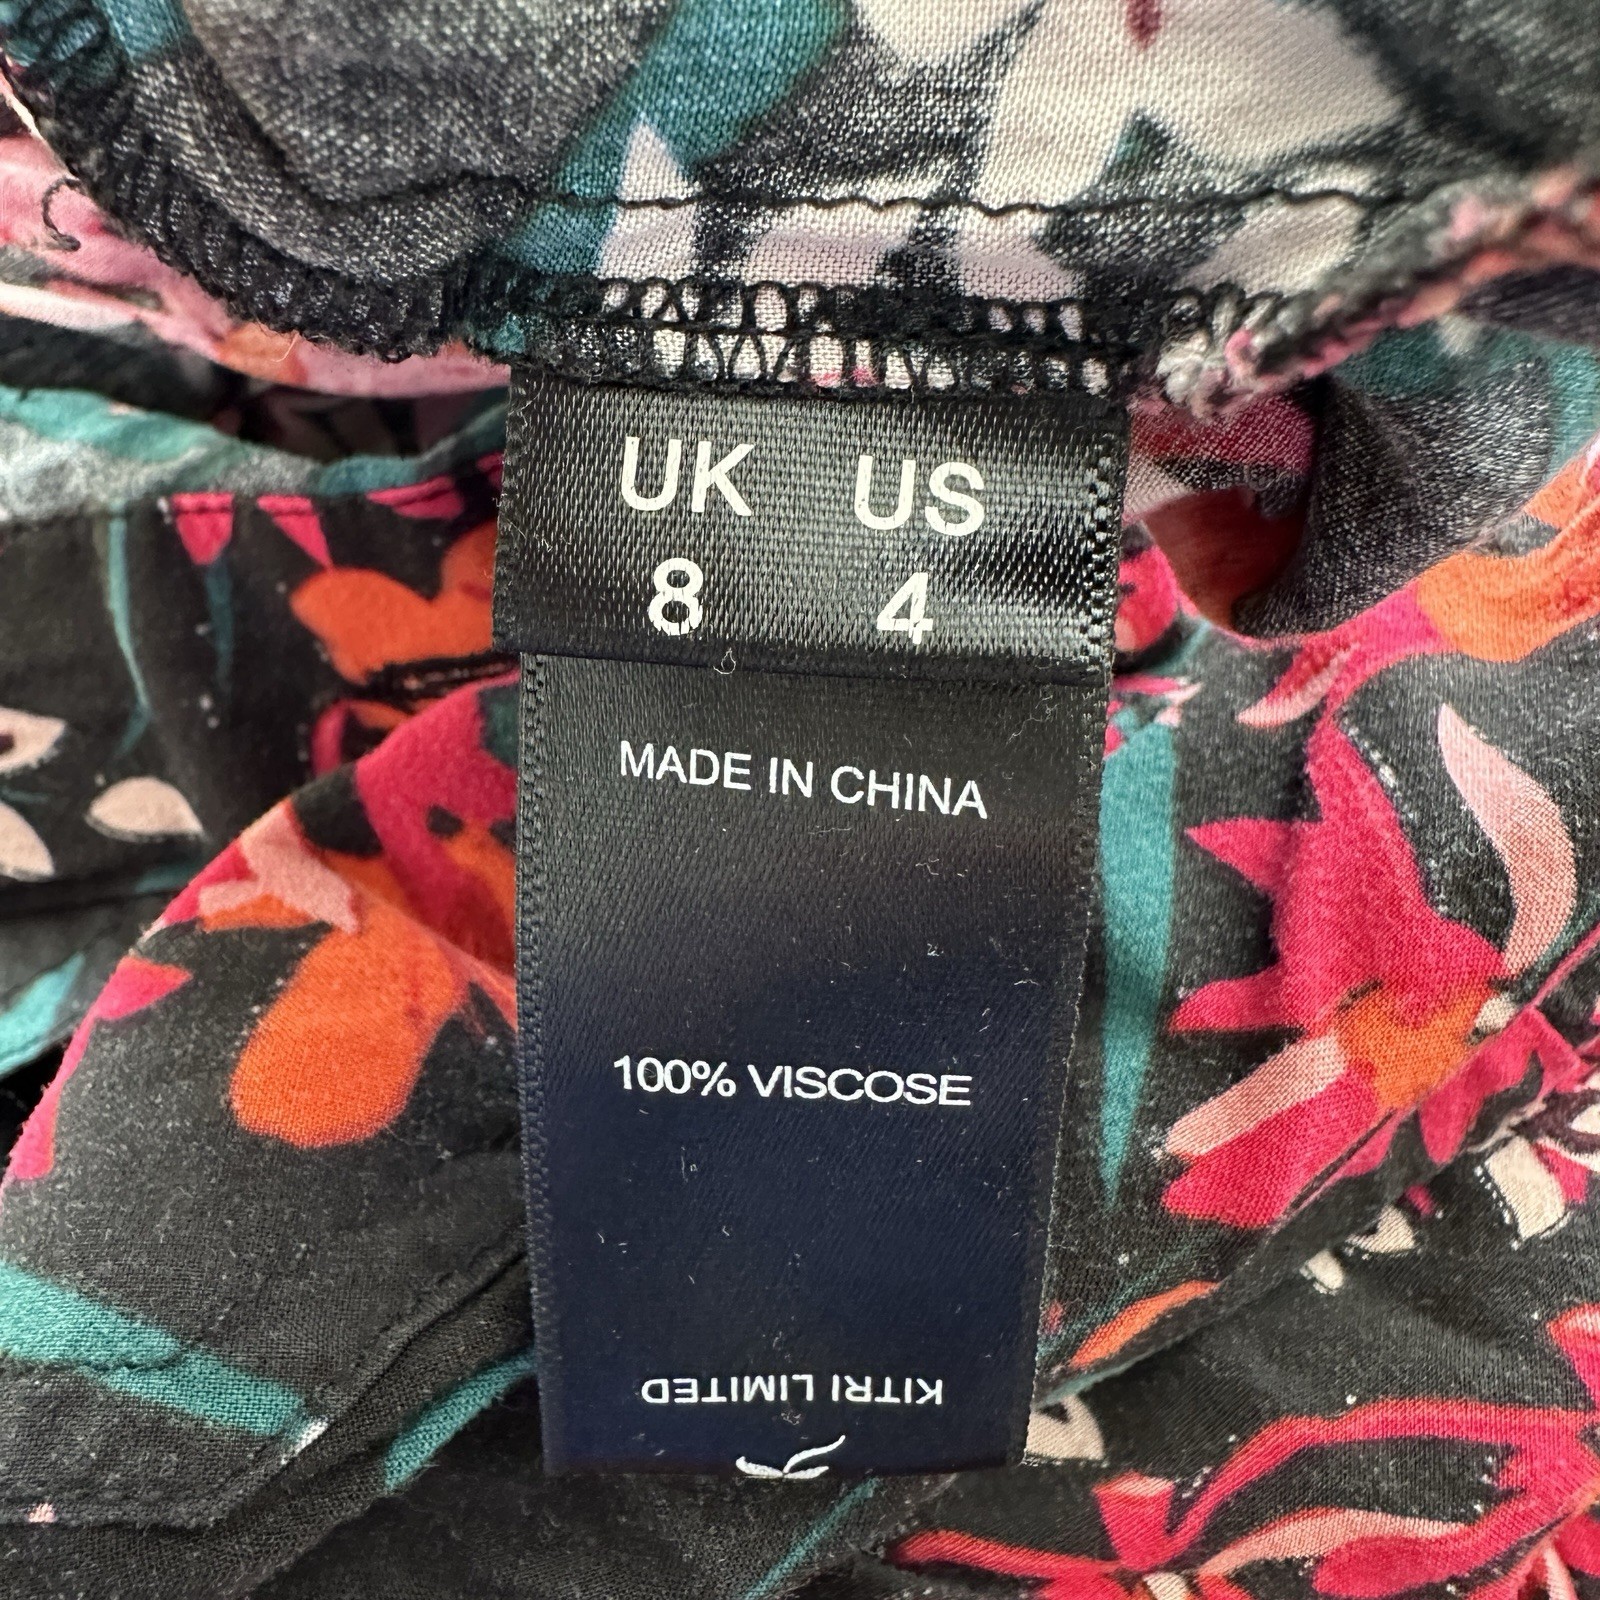 UK US
8 4
MADE IN CHINA
100% VISCOSE
KITRI LIMITED